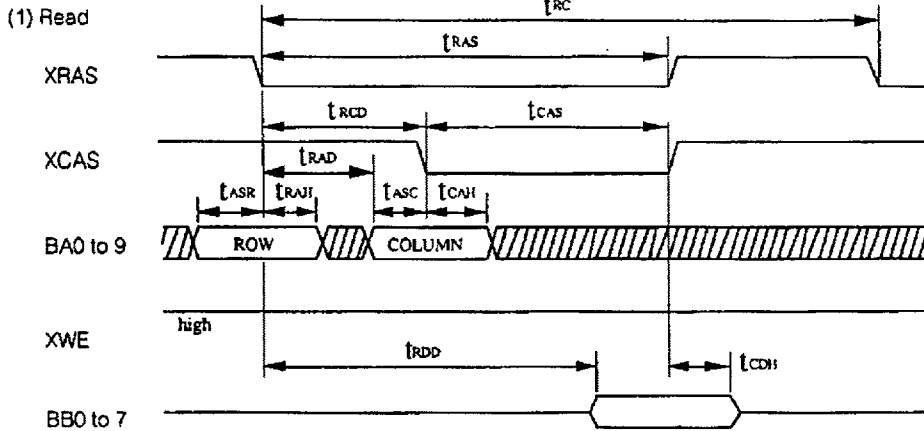 (1) Read
tRC
tRAS
XRAS
tRCD
tCAS
XCAS
tRAD
tASR
tRAH
tASC
tCAH
BA0 to 9
ROW
COLUMN
high
XWE
tRDD
tCDH
BB0 to 7